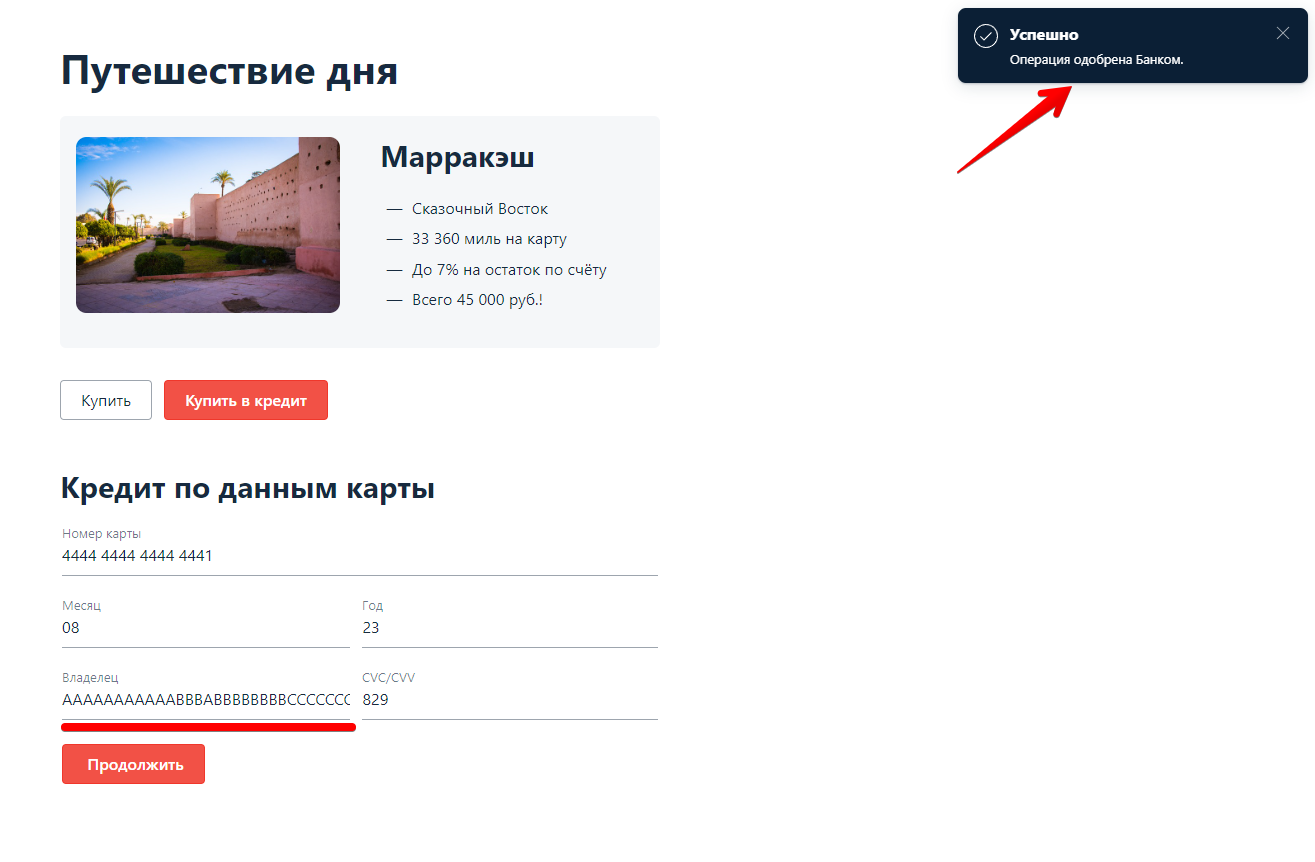 Путешествие дня
Успешно
Операция одобрена Банком.
Марракэш
— Сказочный Восток
— 33 360 миль на карту
— До 7% на остаток по счёту
— Всего 45 000 руб.!
Купить
Купить в кредит
Кредит по данным карты
Номер карты
4444 4444 4444 4441
Месяц
Год
08
23
Владелец
CVC/CVV
AAAAAAAAAAABBBABBBBBBBBCCCCCCC
829
Продолжить